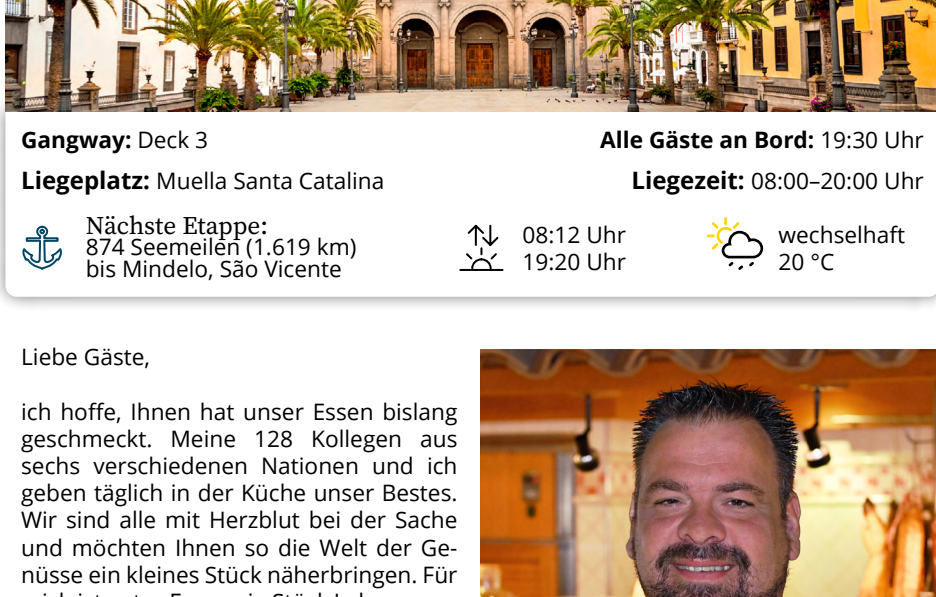 Gangway: Deck 3
Alle Gäste an Bord: 19:30 Uhr
Liegeplatz: Muella Santa Catalina
Liegezeit: 08:00–20:00 Uhr
Nächste Etappe:
874 Seemeilen (1.619 km)
bis Mindelo, São Vicente
08:12 Uhr
19:20 Uhr
wechselhaft
20 °C
Liebe Gäste,
ich hoffe, Ihnen hat unser Essen bislang
geschmeckt. Meine 128 Kollegen aus
sechs verschiedenen Nationen und ich
geben täglich in der Küche unser Bestes.
Wir sind alle mit Herzblut bei der Sache
und möchten Ihnen so die Welt der Ge-
nüsse ein kleines Stück näherbringen. Für